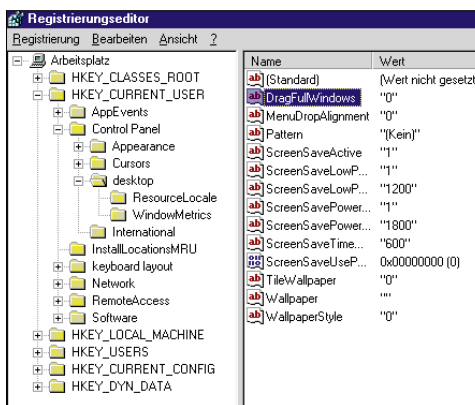 Registrierungseditor
Registrierung Bearbeiten Ansicht ?
Arbeitsplatz
HKEY_CLASSES_ROOT
HKEY_CURRENT_USER
AppEvents
Control Panel
Appearance
Cursors
desktop
ResourceLocale
WindowMetrics
International
InstallLocationsMRU
keyboard layout
Network
RemoteAccess
Software
HKEY_LOCAL_MACHINE
HKEY_USERS
HKEY_CURRENT_CONFIG
HKEY_DYN_DATA
Name Wert
(Standard) (Wert nicht gesetzt
DragFullWindows "0"
MenuDropAlignment "0"
Pattern "(Kein)"
ScreenSaveActive "1"
ScreenSaveLowP... "1"
ScreenSaveLowP... "1200"
ScreenSavePower... "1"
ScreenSavePower... "1800"
ScreenSaveTime... "600"
ScreenSaveUseP... 0x00000000 (0)
TileWallpaper "0"
Wallpaper ""
WallpaperStyle "0"